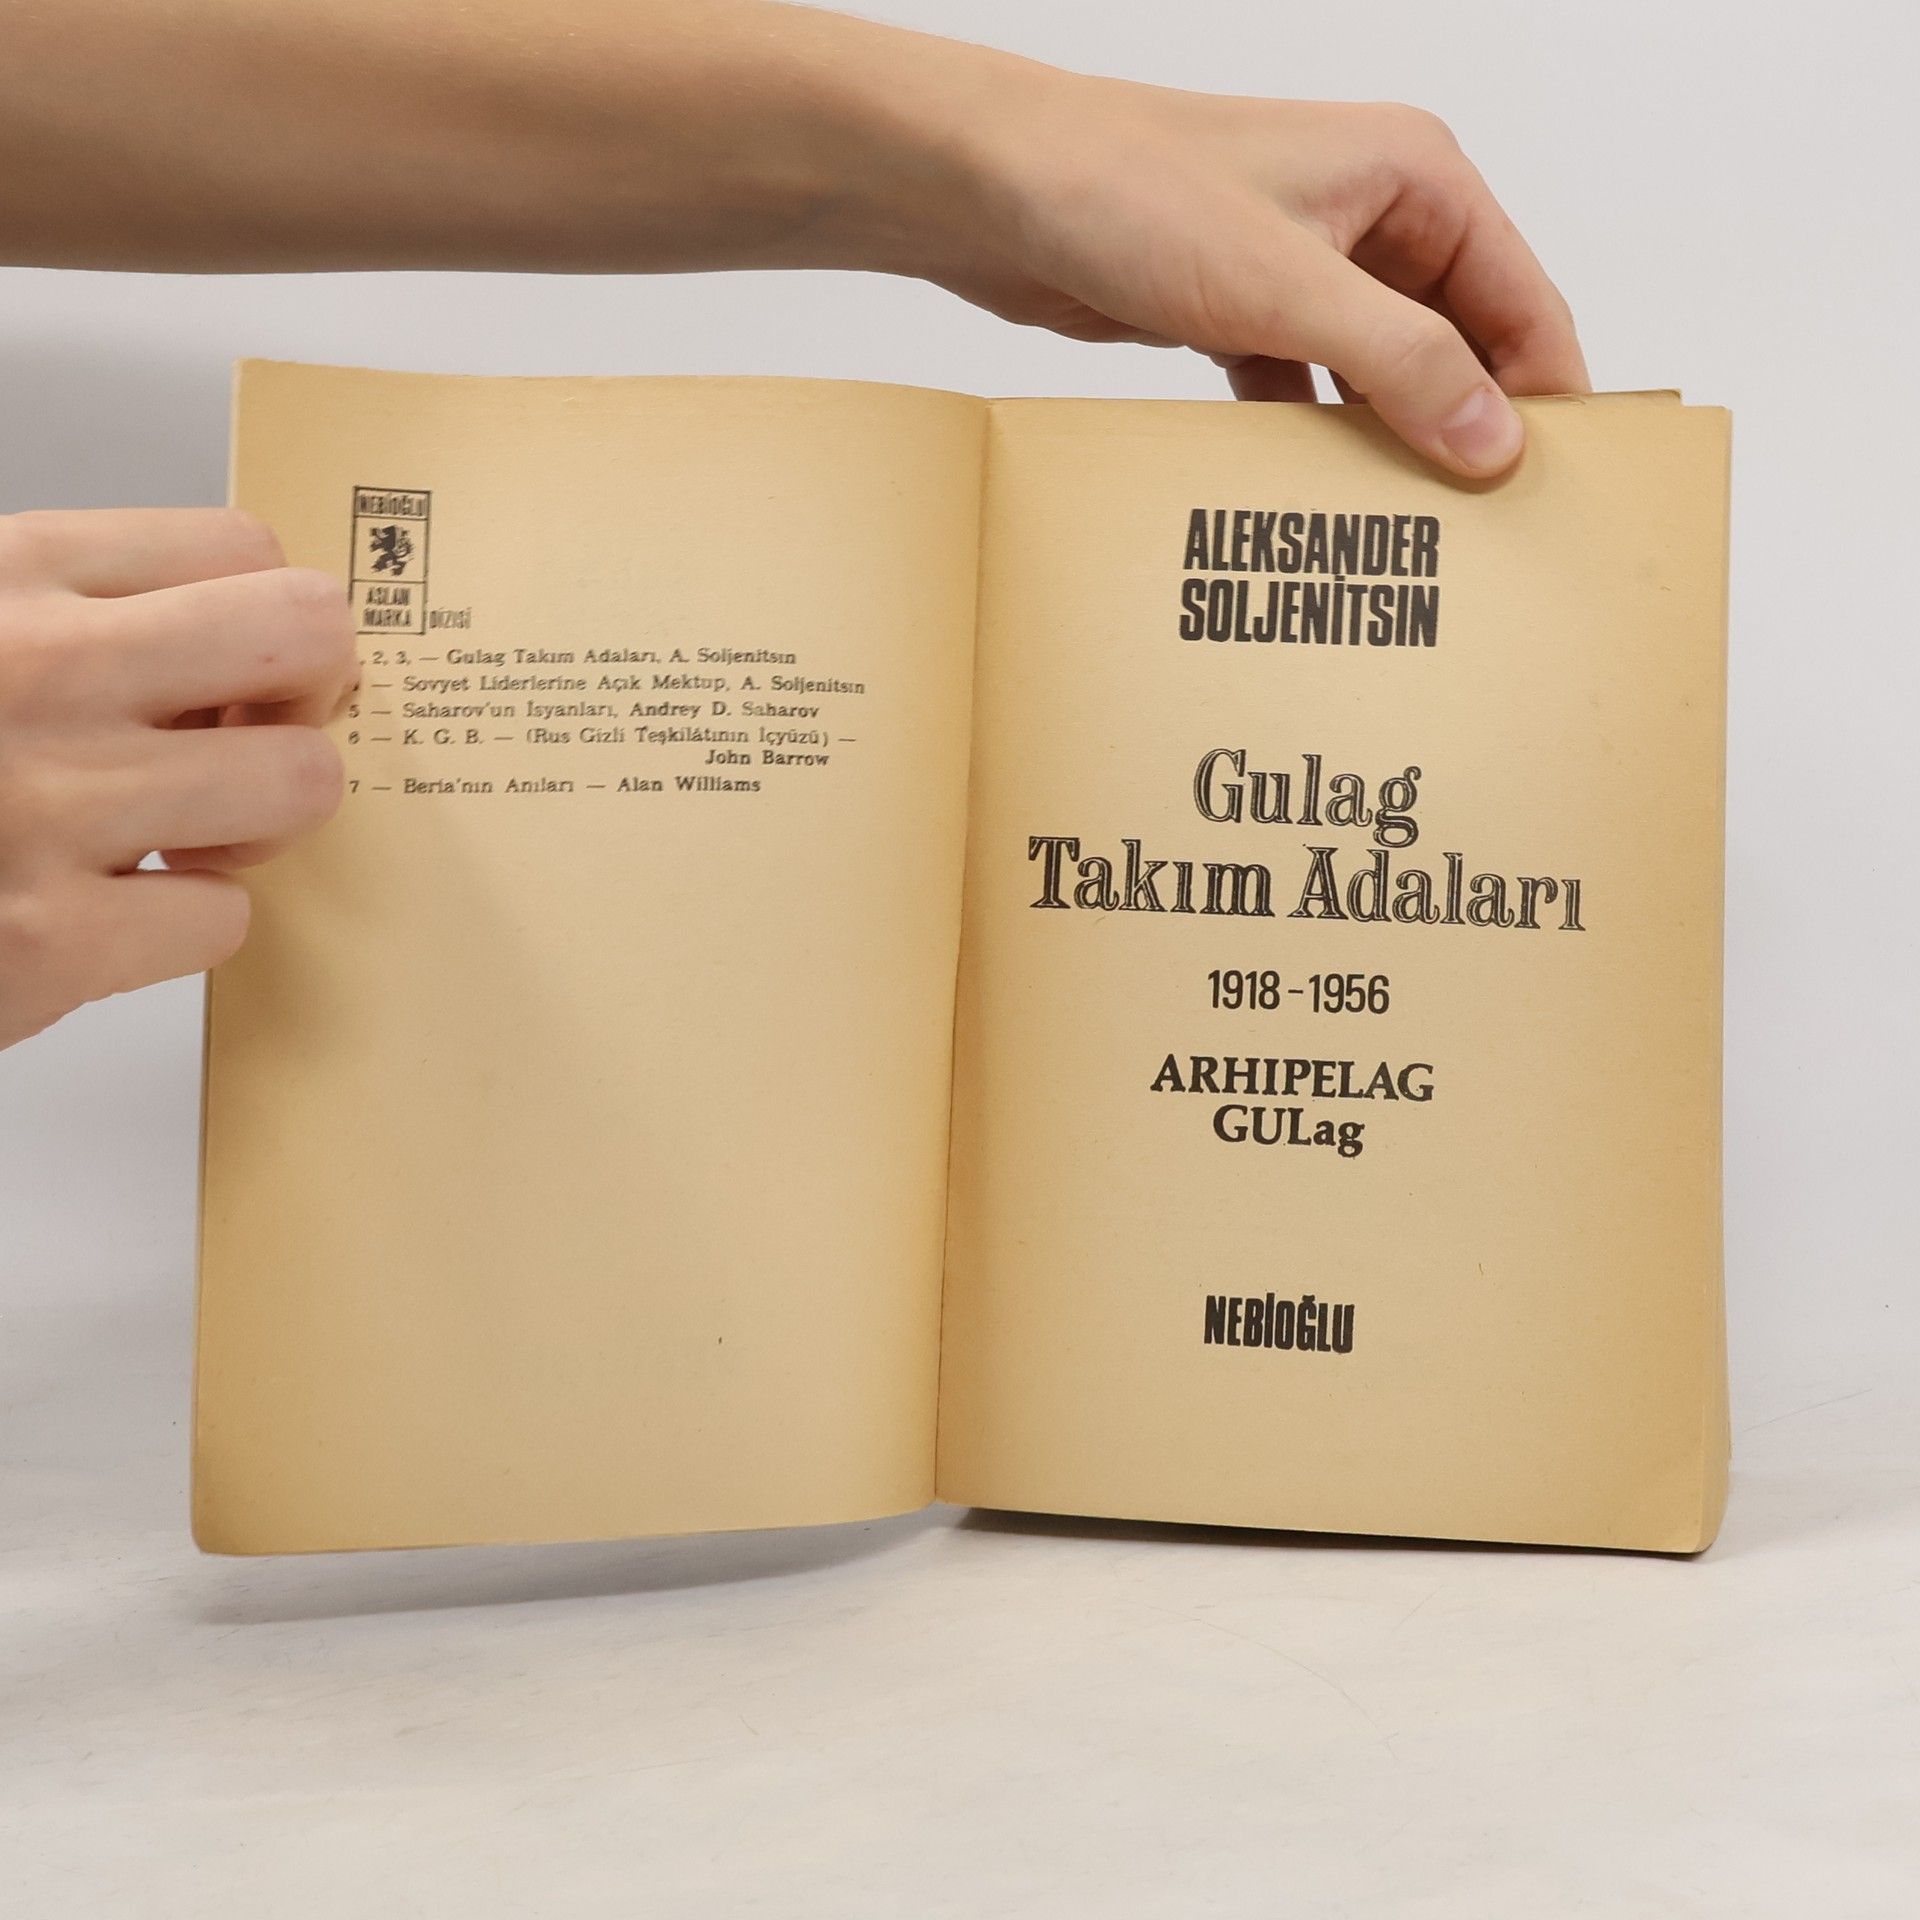 NEBİOĞLU
ASLAN
MARKA DİZİSİ
, 2, 3, — Gulag Takım Adaları, A. Soljenitsın
— Sovyet Liderlerine Açık Mektup, A. Soljenitsın
5 — Saharov'un İsyanları, Andrey D. Saharov
6 — K. G. B. — (Rus Gizli Teşkilâtının İçyüzü) —
John Barrow
7 — Beria'nın Anıları — Alan Williams
ALEKSANDER
SOLJENİTSIN
Gulag
Takım Adaları
1918-1956
ARHIPELAG
GULag
NEBİOĞLU